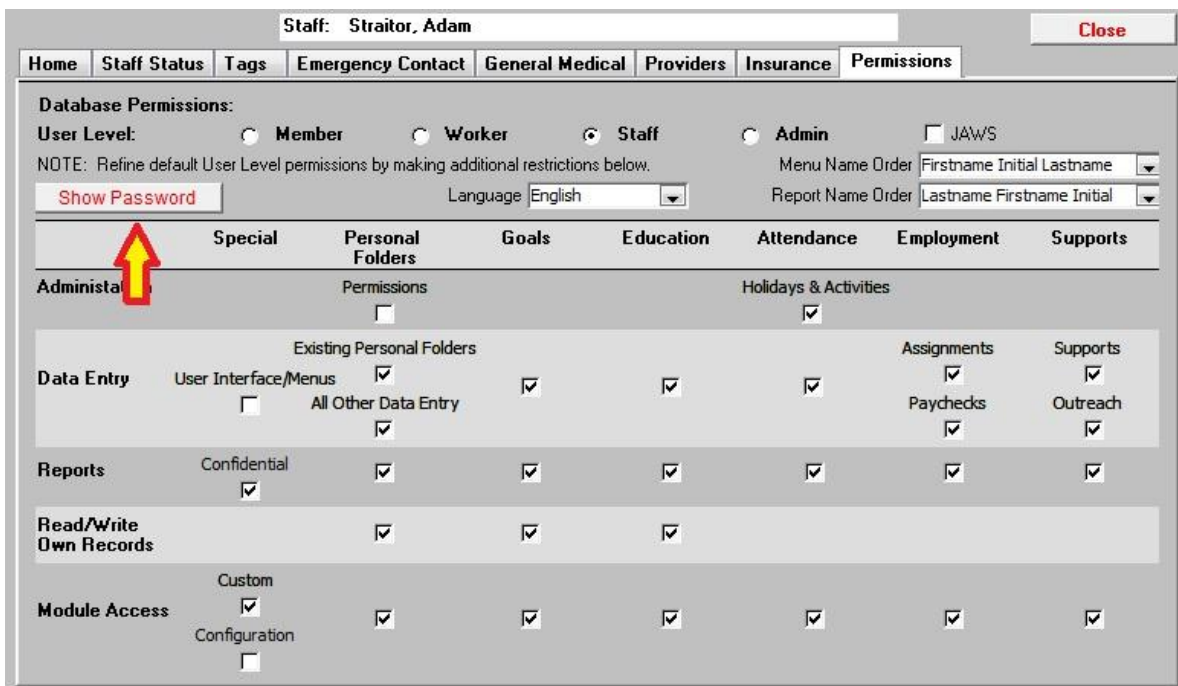 Staff: Straitor, Adam Close
Home Staff Status Tags Emergency Contact General Medical Providers Insurance Permissions
Database Permissions:
User Level: Member Worker Staff Admin JAWS
NOTE: Refine default User Level permissions by making additional restrictions below. Menu Name Order Firstname Initial Lastname
Show Password Language English Report Name Order Lastname Firstname Initial
Special Personal Folders Goals Education Attendance Employment Supports
Permissions Holidays & Activities
Existing Personal Folders Assignments Supports
Data Entry User Interface/Menus
All Other Data Entry Paychecks Outreach
Reports Confidential
Read/Write
Own Records
Custom
Module Access
Configuration